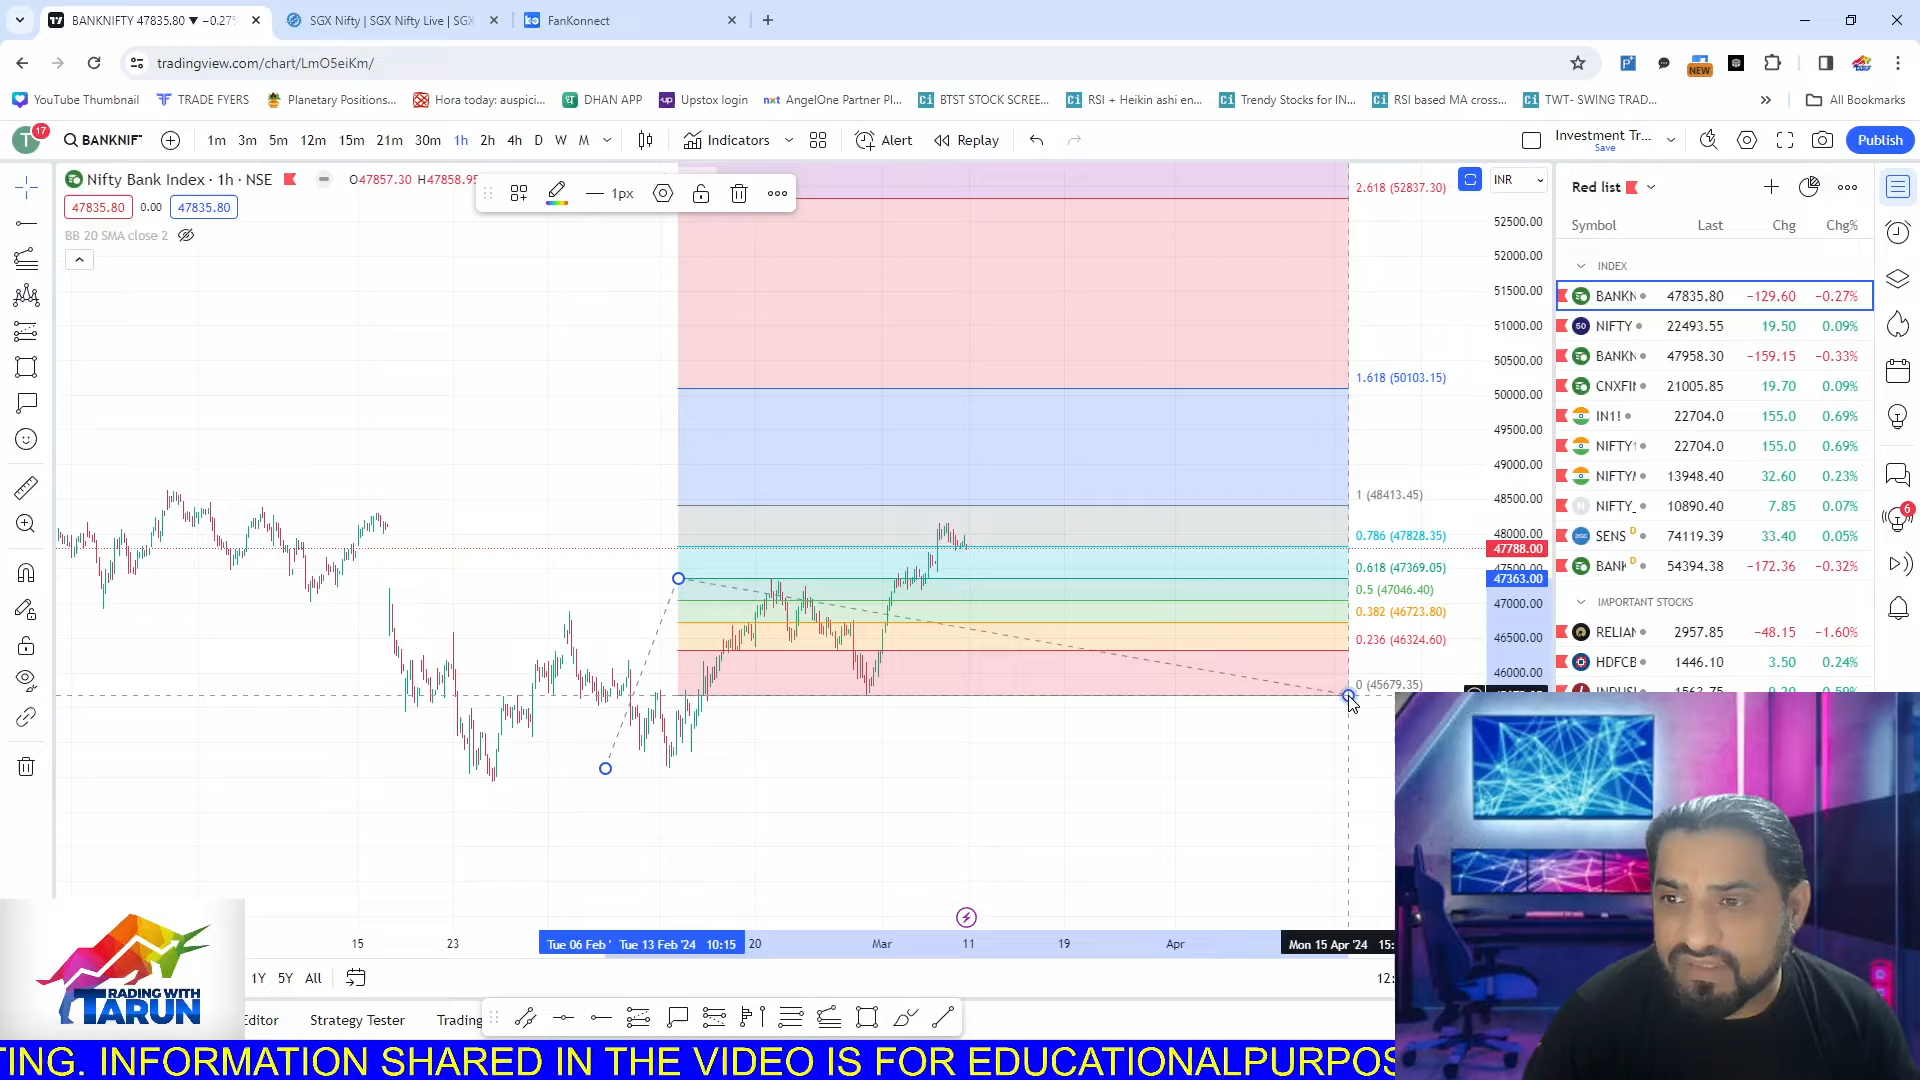 BANKNIFTY 47835.80 ▼ −0.27%
SGX Nifty | SGX Nifty Live | SGX
FanKonnect
tradingview.com/chart/LmO5eiKm/
NEW
YouTube Thumbnail
TRADE FYERS
Planetary Positions...
Hora today: auspici...
DHAN APP
Upstox login
nxt AngelOne Partner Pl...
BTST STOCK SCREE...
RSI + Heikin ashi en...
Trendy Stocks for IN...
RSI based MA cross...
TWT- SWING TRAD...
All Bookmarks
T 17
BANKNIF
1m 3m 5m 12m 15m 21m 30m 1h 2h 4h D W M
Indicators
Alert
Replay
Investment Tr...
Save
Publish
Nifty Bank Index · 1h · NSE
O47857.30 H47858.95
47835.80 0.00 47835.80
BB 20 SMA close 2
1px
INR
2.618 (52837.30)
1.618 (50103.15)
1 (48413.45)
0.786 (47828.35)
0.618 (47369.05)
0.5 (47046.40)
0.382 (46723.80)
0.236 (46324.60)
0 (45679.35)
52500.00
52000.00
51500.00
51000.00
50500.00
50000.00
49500.00
49000.00
48500.00
48000.00
47788.00
47500.00
47363.00
47000.00
46500.00
46000.00
Red list
Symbol Last Chg Chg%
INDEX
BANKN 47835.80 −129.60 −0.27%
NIFTY 22493.55 19.50 0.09%
BANKN 47958.30 −159.15 −0.33%
CNXFI 21005.85 19.70 0.09%
IN1! 22704.0 155.0 0.69%
NIFTY 22704.0 155.0 0.69%
NIFTY 13948.40 32.60 0.23%
NIFTY_ 10890.40 7.85 0.07%
SENS D 74119.39 33.40 0.05%
BANK D 54394.38 −172.36 −0.32%
IMPORTANT STOCKS
RELIAN 2957.85 −48.15 −1.60%
HDFCB 1446.10 3.50 0.24%
6
15 23
Tue 06 Feb '
Tue 13 Feb '24 10:15
20 Mar 11 19 Apr
Mon 15 Apr '24 15:
1Y 5Y All
12:
Editor
Strategy Tester
Trading
TRADING WITH
TARUN
TING. INFORMATION SHARED IN THE VIDEO IS FOR EDUCATIONALPURPOS